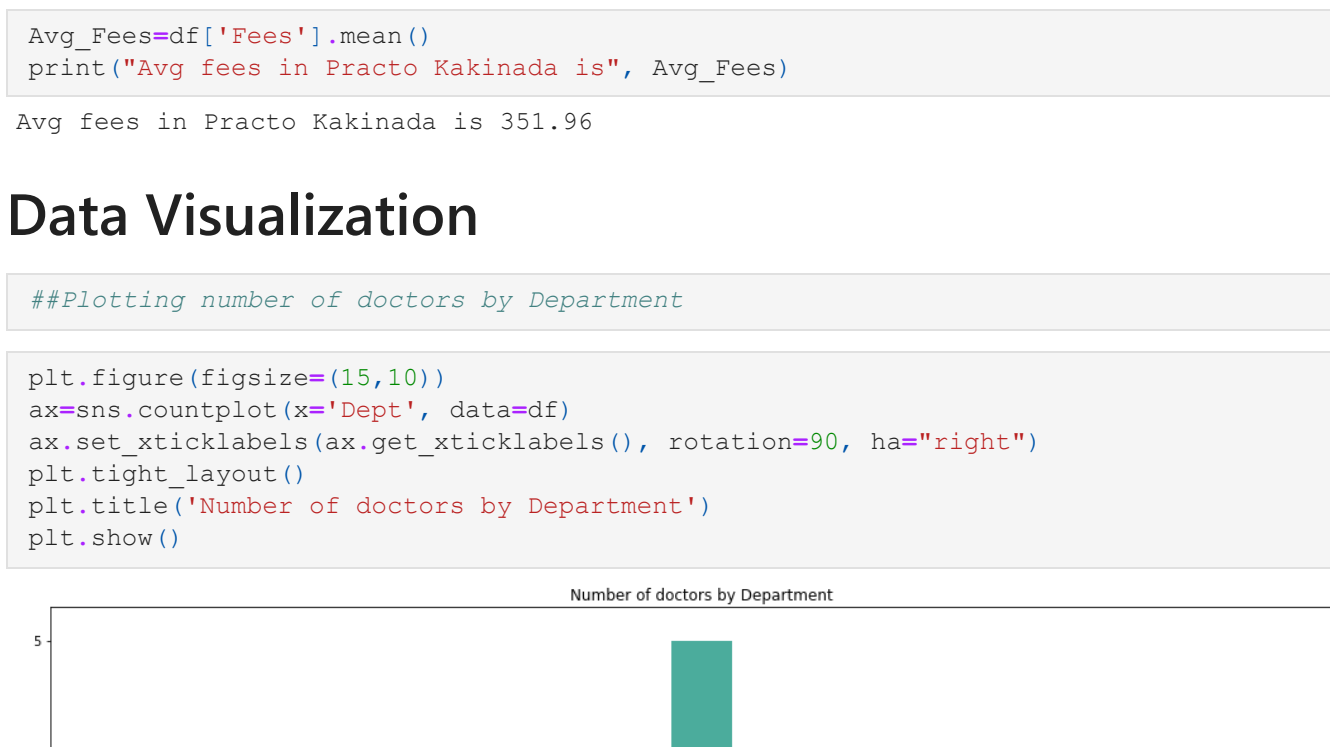 Avg_Fees=df['Fees'].mean()
print("Avg fees in Practo Kakinada is", Avg_Fees)
Avg fees in Practo Kakinada is 351.96
Data Visualization
##Plotting number of doctors by Department
plt.figure(figsize=(15,10))
ax=sns.countplot(x='Dept', data=df)
ax.set_xticklabels(ax.get_xticklabels(), rotation=90, ha="right")
plt.tight_layout()
plt.title('Number of doctors by Department')
plt.show()
Number of doctors by Department
5